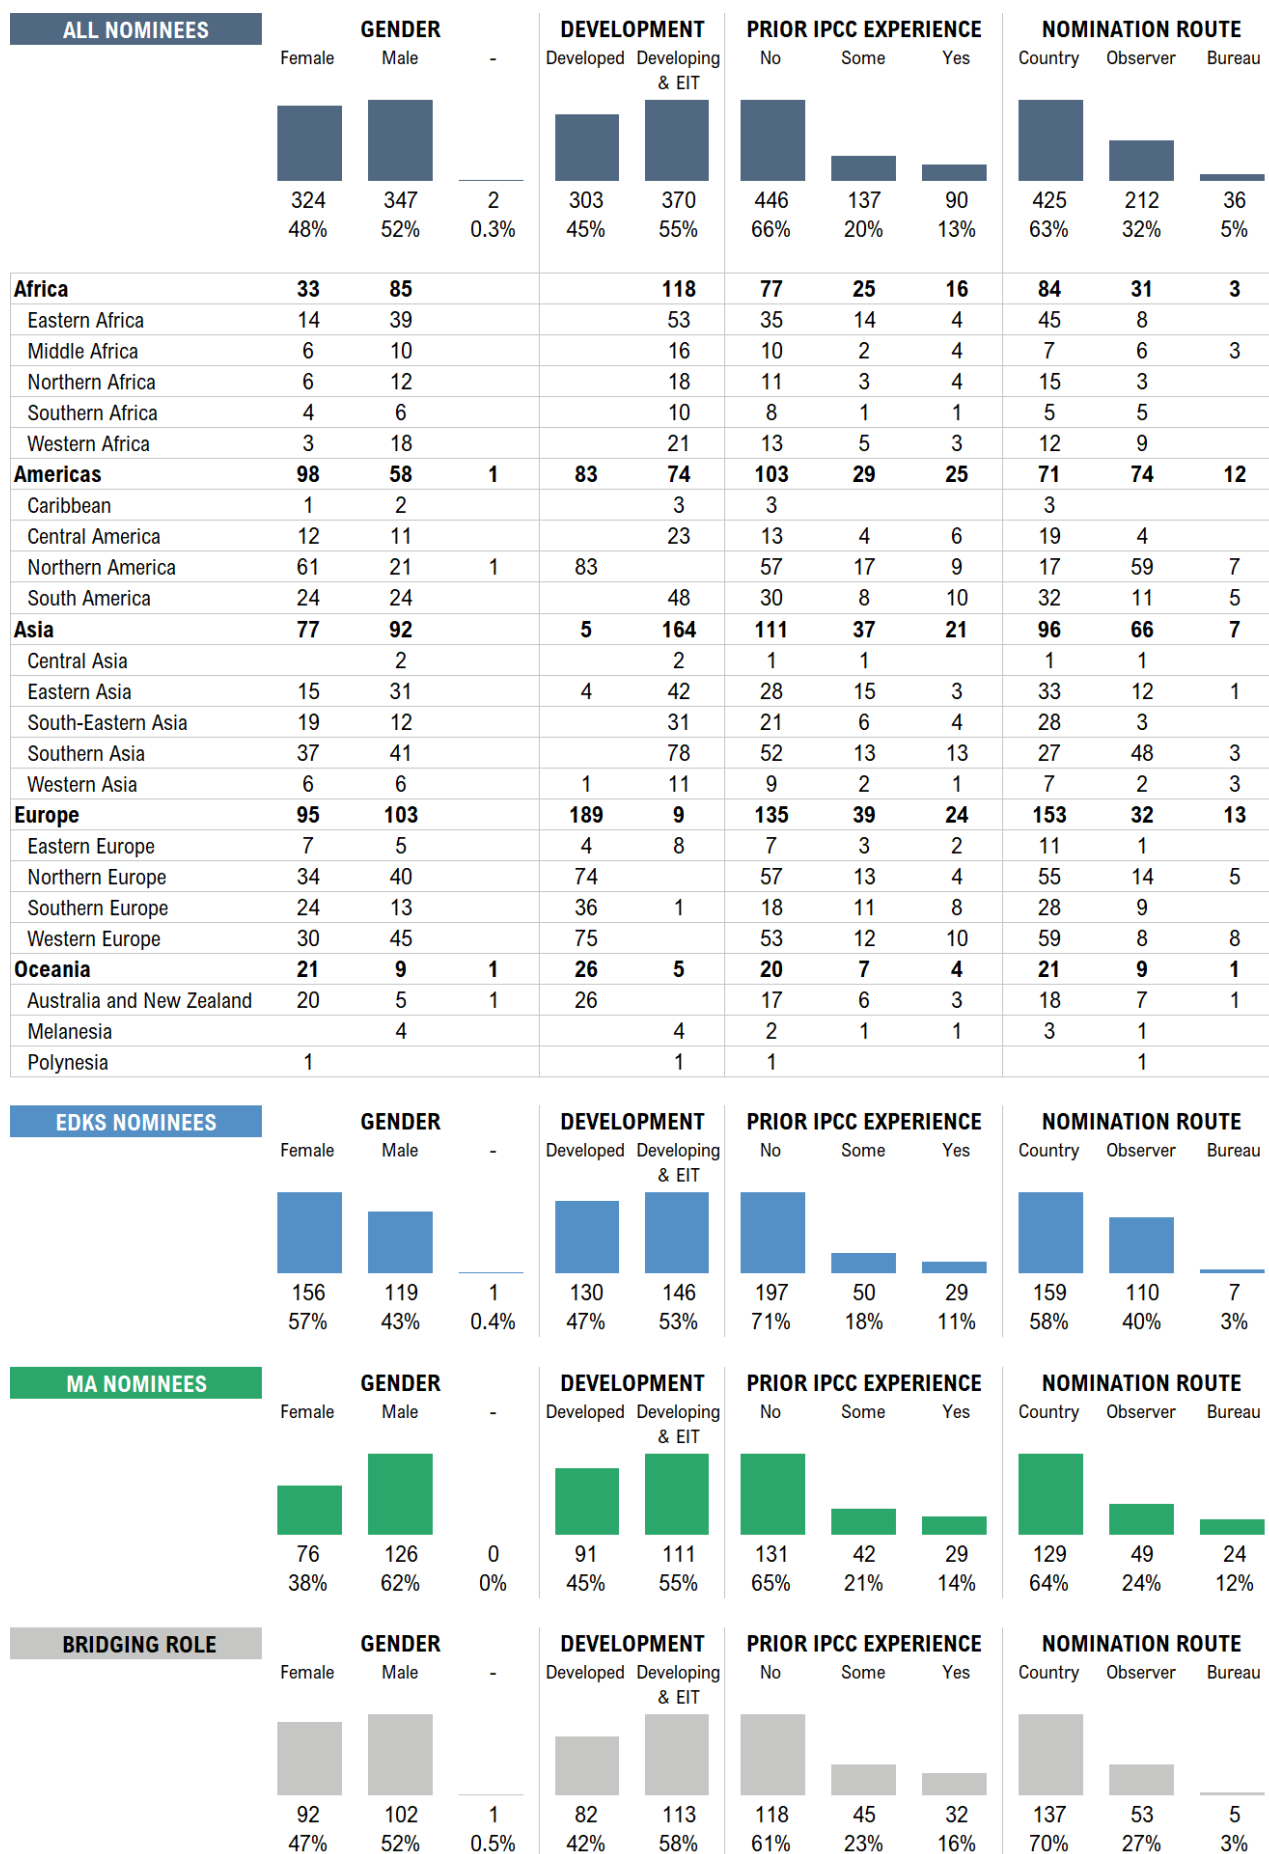 ALL NOMINEES GENDER DEVELOPMENT PRIOR IPCC EXPERIENCE NOMINATION ROUTE
Female Male - Developed Developing No Some Yes Country Observer Bureau
& EIT
324 347 2 303 370 446 137 90 425 212 36
48% 52% 0.3% 45% 55% 66% 20% 13% 63% 32% 5%
Africa 33 85 118 77 25 16 84 31 3
Eastern Africa 14 39 53 35 14 4 45 8
Middle Africa 6 10 16 10 2 4 7 6 3
Northern Africa 6 12 18 11 3 4 15 3
Southern Africa 4 6 10 8 1 1 5 5
Western Africa 3 18 21 13 5 3 12 9
Americas 98 58 1 83 74 103 29 25 71 74 12
Caribbean 1 2 3 3 3
Central America 12 11 23 13 4 6 19 4
Northern America 61 21 1 83 57 17 9 17 59 7
South America 24 24 48 30 8 10 32 11 5
Asia 77 92 5 164 111 37 21 96 66 7
Central Asia 2 2 1 1 1 1
Eastern Asia 15 31 4 42 28 15 3 33 12 1
South-Eastern Asia 19 12 31 21 6 4 28 3
Southern Asia 37 41 78 52 13 13 27 48 3
Western Asia 6 6 1 11 9 2 1 7 2 3
Europe 95 103 189 9 135 39 24 153 32 13
Eastern Europe 7 5 4 8 7 3 2 11 1
Northern Europe 34 40 74 57 13 4 55 14 5
Southern Europe 24 13 36 1 18 11 8 28 9
Western Europe 30 45 75 53 12 10 59 8 8
Oceania 21 9 1 26 5 20 7 4 21 9 1
Australia and New Zealand 20 5 1 26 17 6 3 18 7 1
Melanesia 4 4 2 1 1 3 1
Polynesia 1 1 1 1
EDKS NOMINEES GENDER DEVELOPMENT PRIOR IPCC EXPERIENCE NOMINATION ROUTE
Female Male - Developed Developing No Some Yes Country Observer Bureau
& EIT
156 119 1 130 146 197 50 29 159 110 7
57% 43% 0.4% 47% 53% 71% 18% 11% 58% 40% 3%
MA NOMINEES GENDER DEVELOPMENT PRIOR IPCC EXPERIENCE NOMINATION ROUTE
Female Male - Developed Developing No Some Yes Country Observer Bureau
& EIT
76 126 0 91 111 131 42 29 129 49 24
38% 62% 0% 45% 55% 65% 21% 14% 64% 24% 12%
BRIDGING ROLE GENDER DEVELOPMENT PRIOR IPCC EXPERIENCE NOMINATION ROUTE
Female Male - Developed Developing No Some Yes Country Observer Bureau
& EIT
92 102 1 82 113 118 45 32 137 53 5
47% 52% 0.5% 42% 58% 61% 23% 16% 70% 27% 3%